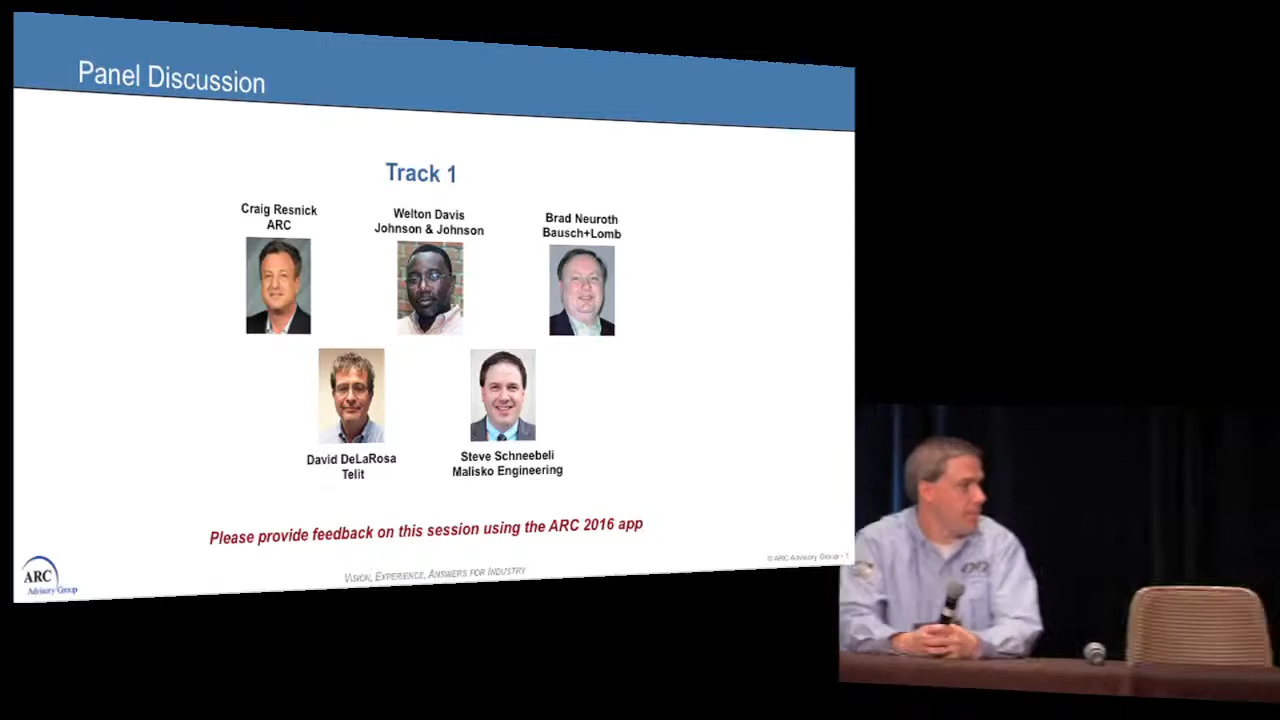 Panel Discussion
Track 1
Craig Resnick
ARC
Welton Davis
Johnson & Johnson
Brad Neuroth
Bausch+Lomb
David DeLaRosa
Telit
Steve Schneebeli
Malisko Engineering
Please provide feedback on this session using the ARC 2016 app
ARC
Advisory Group
VISION, EXPERIENCE, ANSWERS FOR INDUSTRY
© ARC Advisory Group • 1